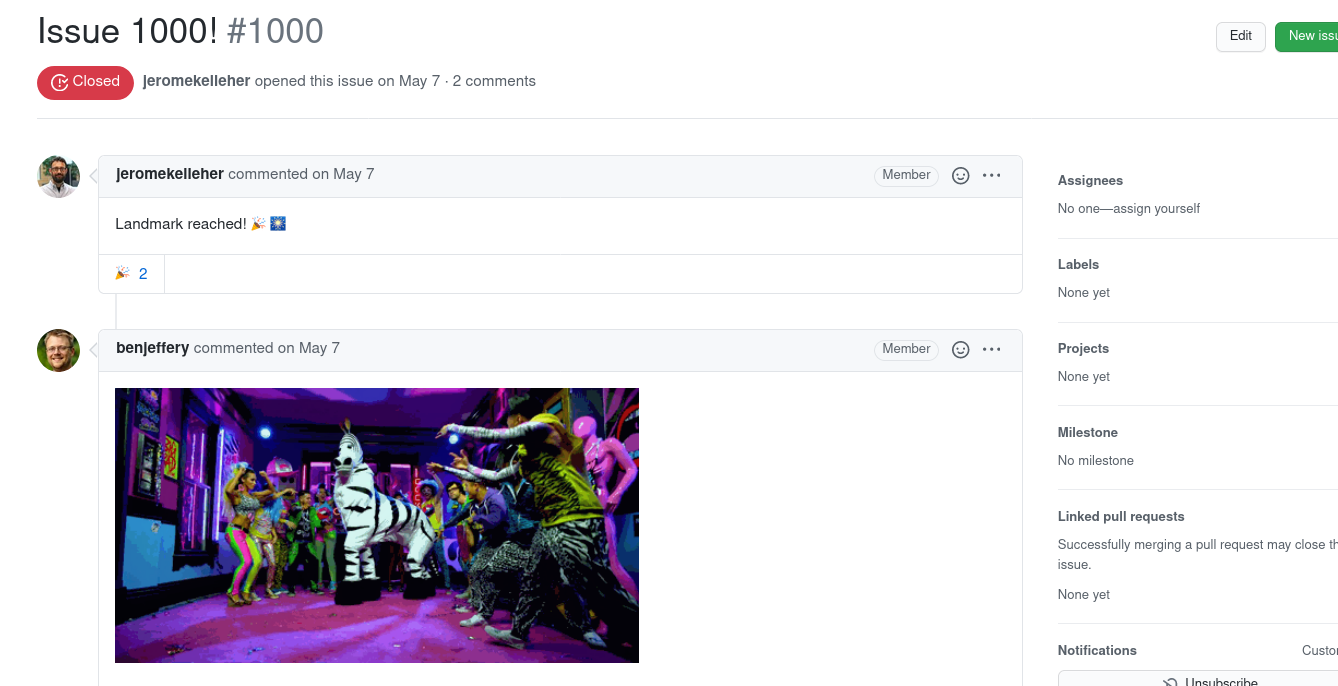 Issue 1000! #1000
Edit
New issu
Closed
jeromekelleher opened this issue on May 7 · 2 comments
jeromekelleher commented on May 7
Member
Landmark reached! 🎉 🎆
🎉 2
benjeffery commented on May 7
Member
Assignees
No one—assign yourself
Labels
None yet
Projects
None yet
Milestone
No milestone
Linked pull requests
Successfully merging a pull request may close th
issue.
None yet
Notifications
Custor
Unsubscribe